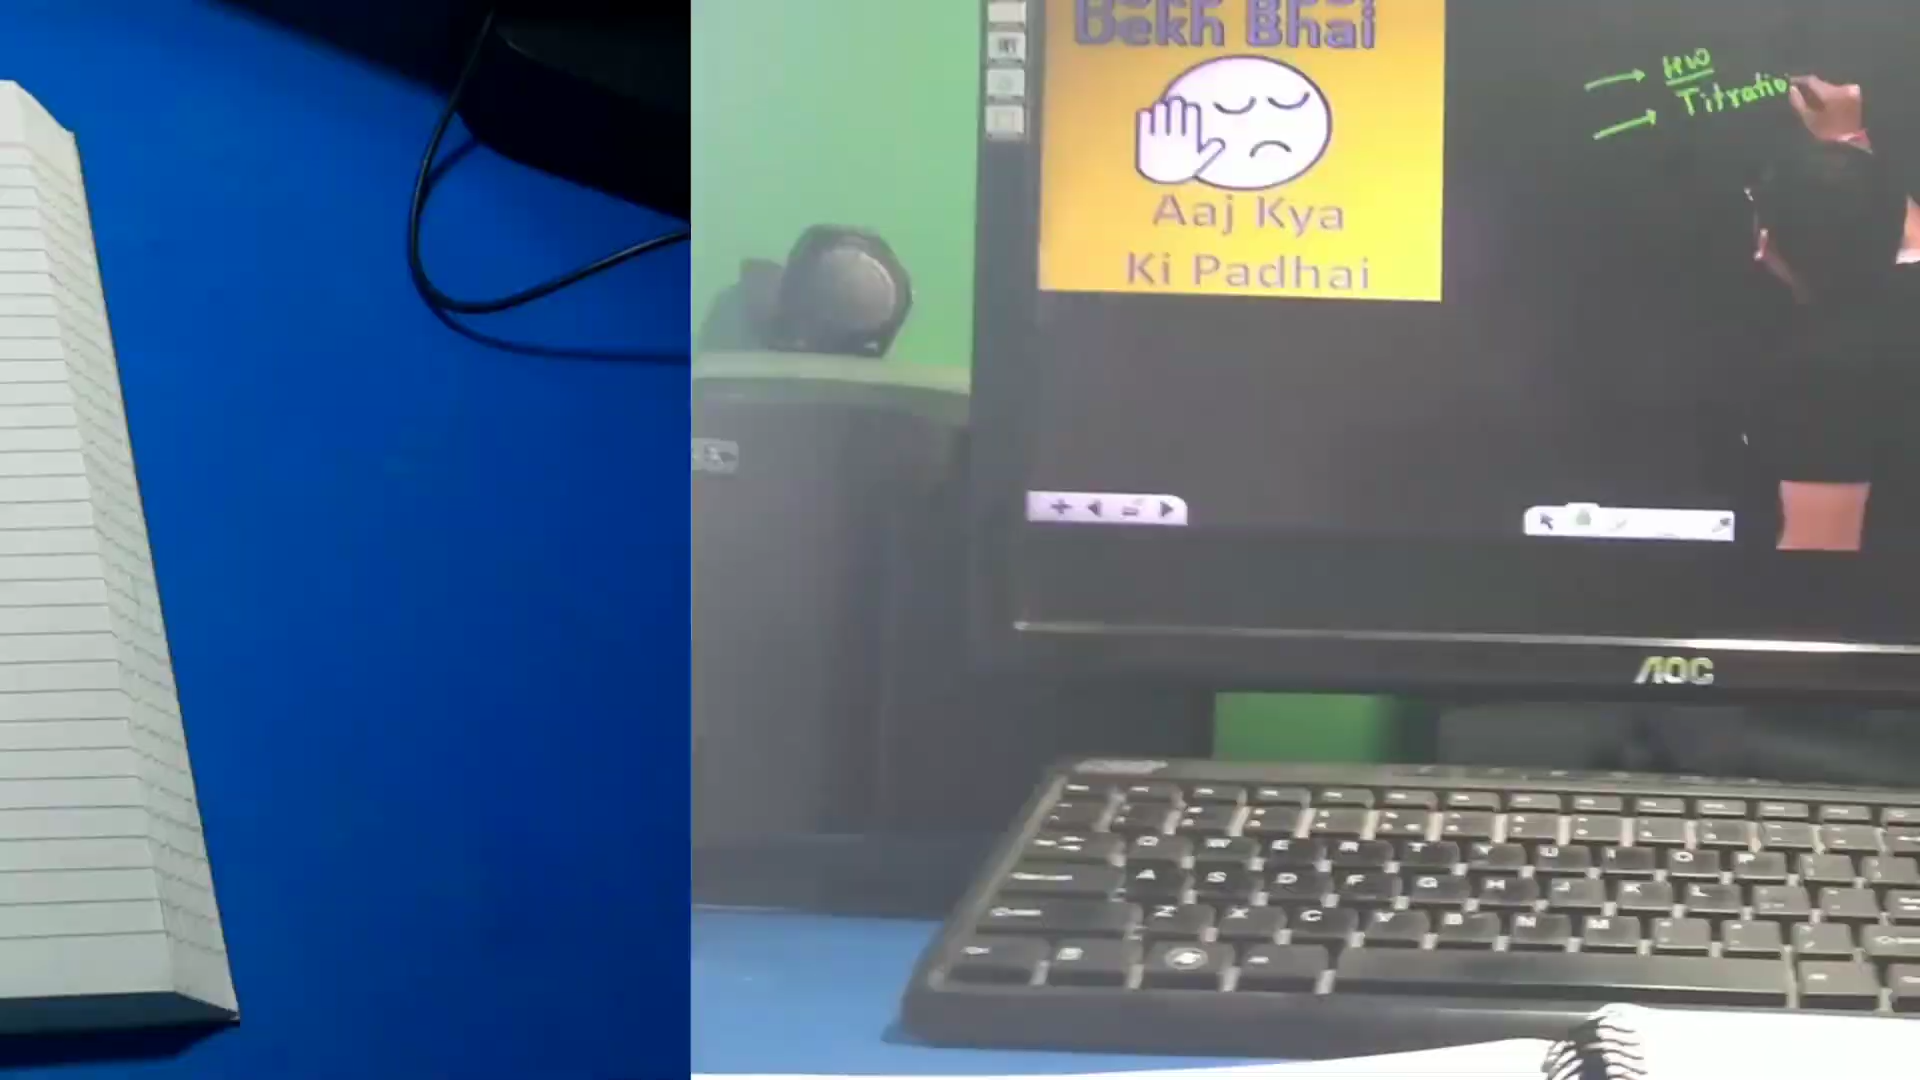 Dekh Bhai
Aaj Kya
Ki Padhai
→ HW
→ Titratio
AOC
Q W E R T Y U I O P
A S D F G H J K L
Z X C V B N M